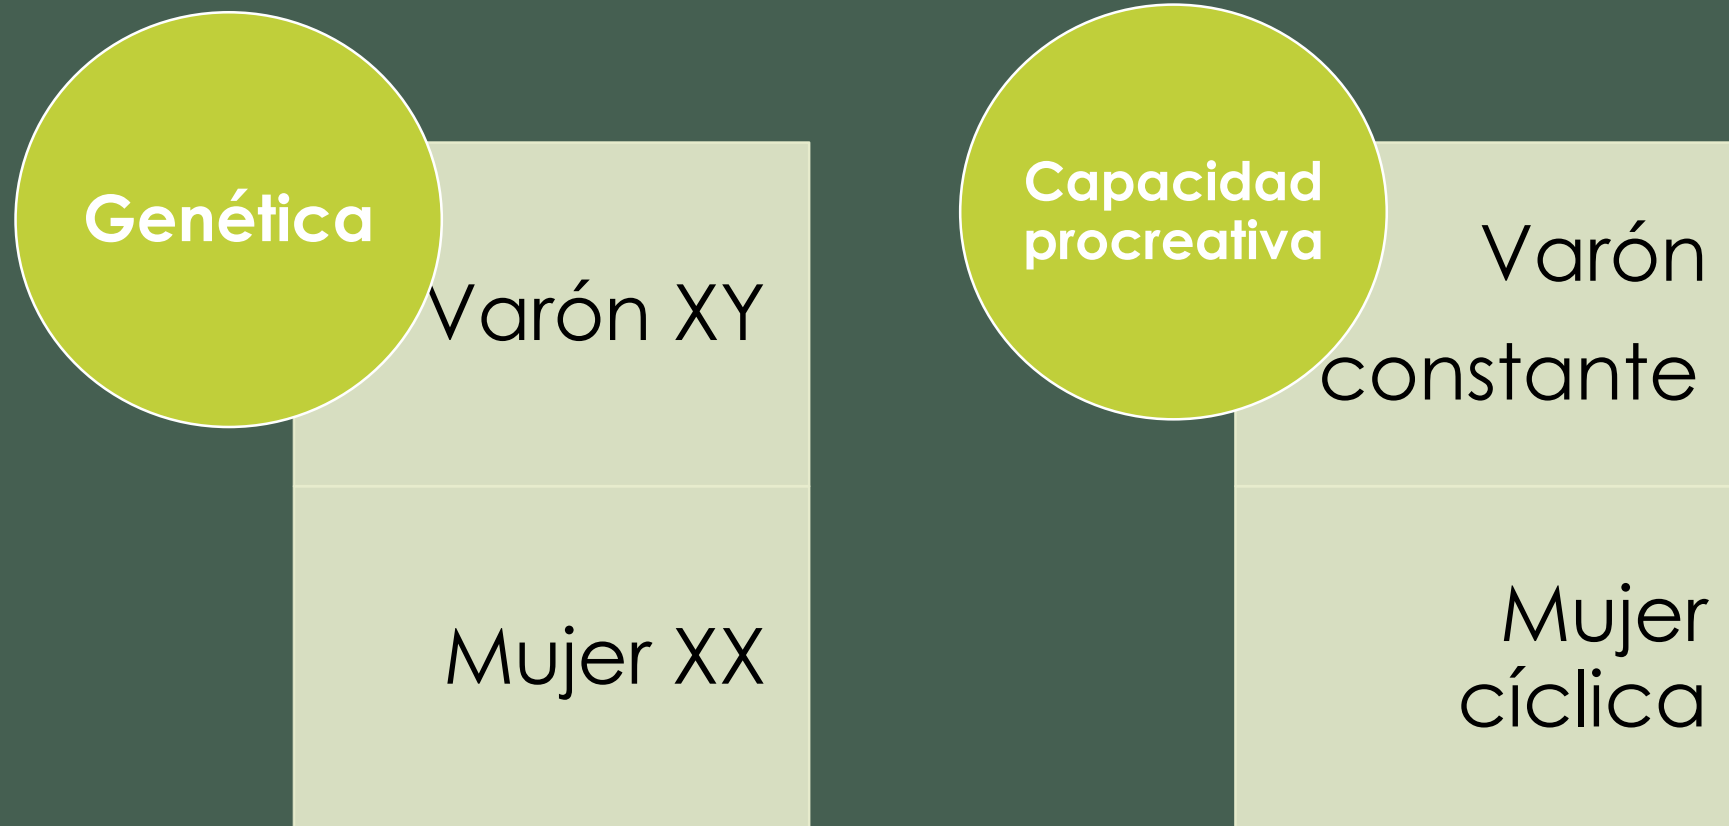 Genética
Varón XY
Mujer XX
Capacidad
procreativa
Varón
constante
Mujer
cíclica